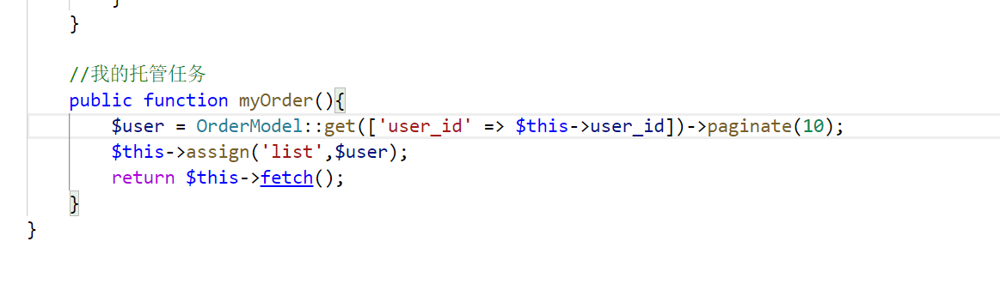 }
}
//我的托管任务
public function myOrder(){
$user = OrderModel::get(['user_id' => $this->user_id])->paginate(10);
$this->assign('list',$user);
return $this->fetch();
}
}